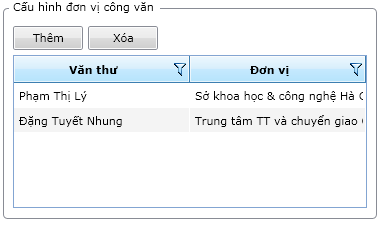 Cấu hình đơn vị công văn
Thêm Xóa
Văn thư Đơn vị
Phạm Thị Lý Sở khoa học & công nghệ Hà
Đặng Tuyết Nhung Trung tâm TT và chuyển giao